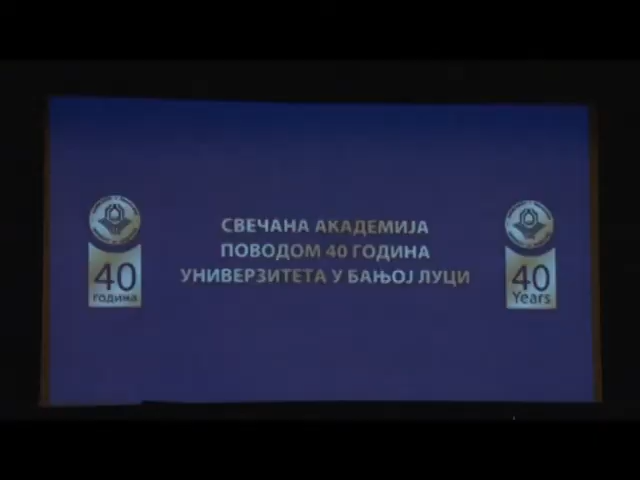 СВЕЧАНА АКАДЕМИЈА
ПОВОДОМ 40 ГОДИНА
УНИВЕРЗИТЕТА У БАЊОЈ ЛУЦИ
40
година
40
Years